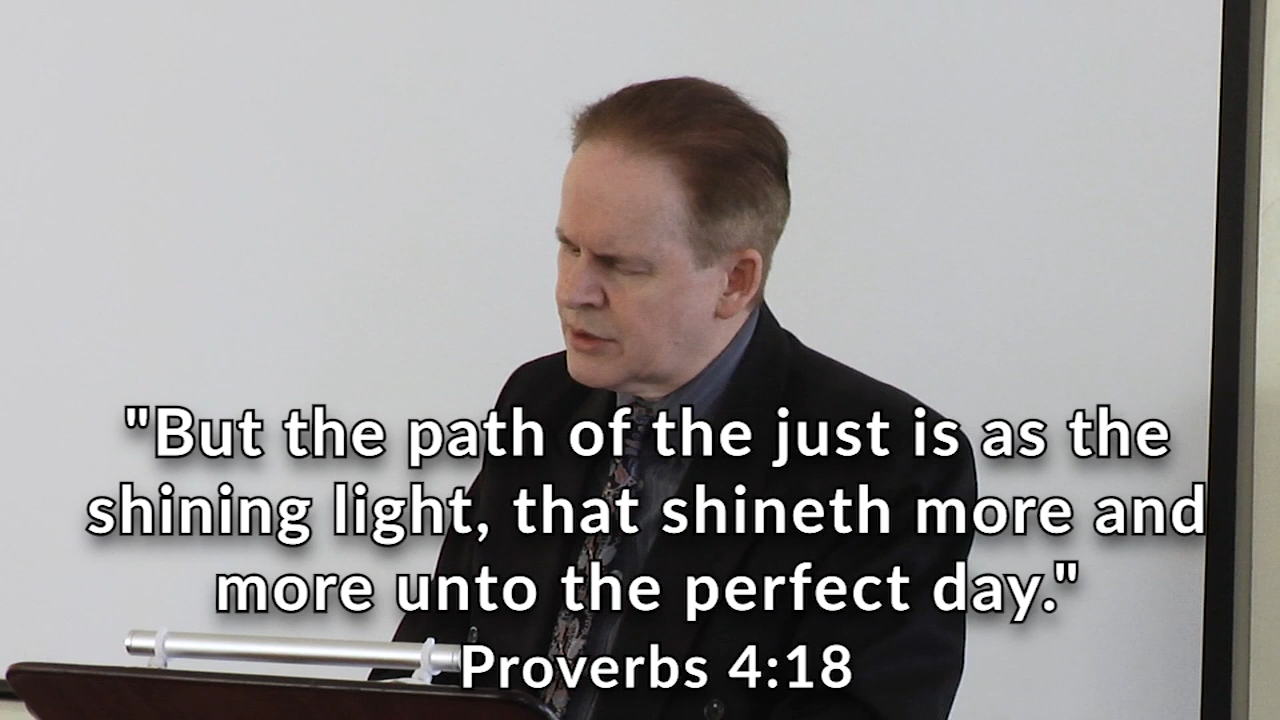 "But the path of the just is as the
shining light, that shineth more and
more unto the perfect day."
Proverbs 4:18